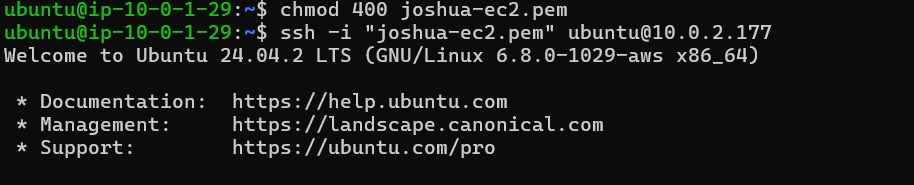 ubuntu@ip-10-0-1-29:~$ chmod 400 joshua-ec2.pem
ubuntu@ip-10-0-1-29:~$ ssh -i "joshua-ec2.pem" ubuntu@10.0.2.177
Welcome to Ubuntu 24.04.2 LTS (GNU/Linux 6.8.0-1029-aws x86_64)
* Documentation:  https://help.ubuntu.com
* Management:     https://landscape.canonical.com
* Support:        https://ubuntu.com/pro